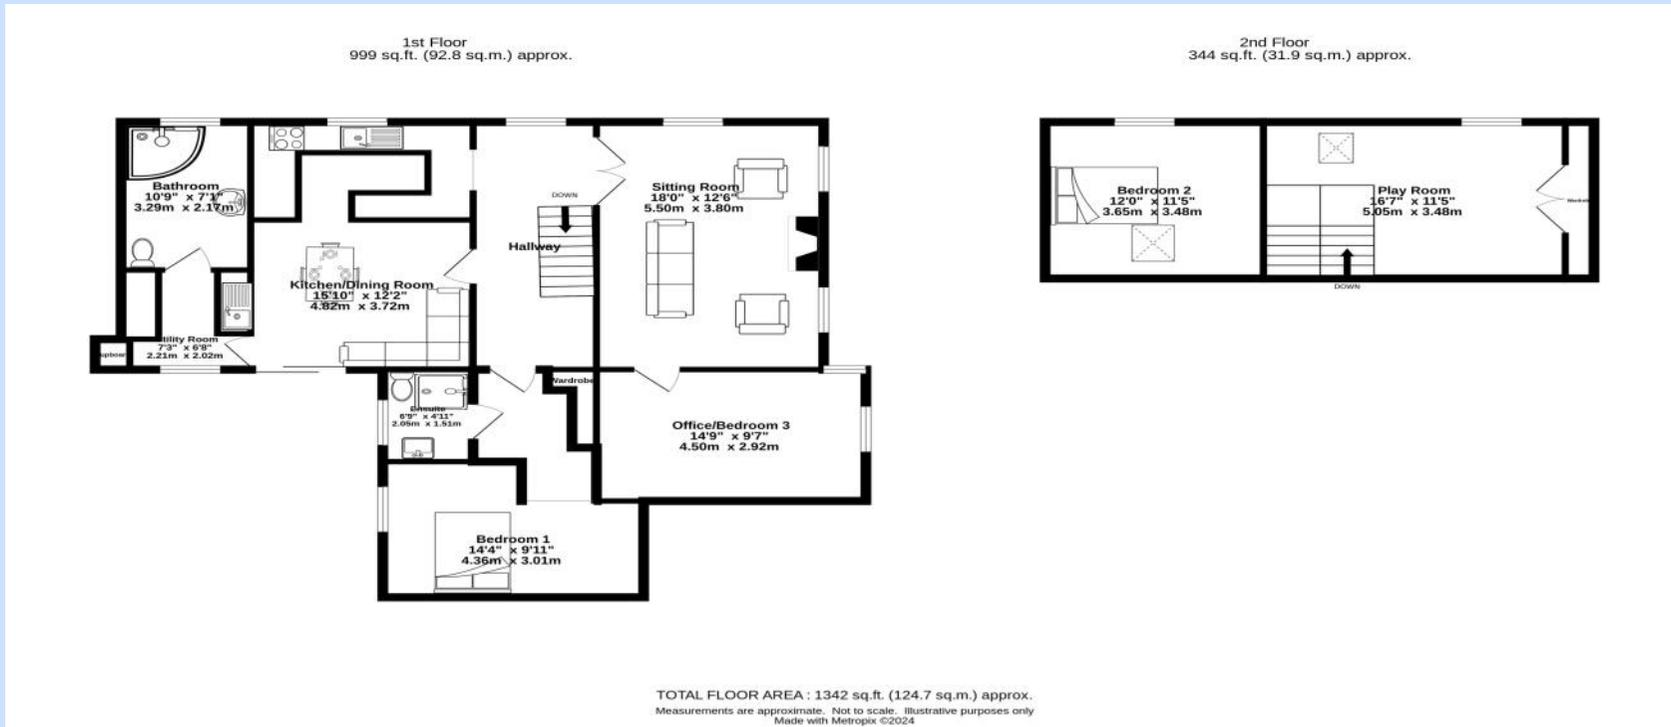 1st Floor
999 sq.ft. (92.8 sq.m.) approx.
2nd Floor
344 sq.ft. (31.9 sq.m.) approx.
Bathroom
10'9" x 7'1"
3.29m x 2.17m
DOWN
Sitting Room
18'0" x 12'6"
5.50m x 3.80m
Hallway
Kitchen/Dining Room
15'10" x 12'2"
4.82m x 3.72m
Utility Room
7'3" x 6'8"
2.21m x 2.02m
Wardrobe
Ensuite
6'9" x 4'11"
2.05m x 1.51m
Office/Bedroom 3
14'9" x 9'7"
4.50m x 2.92m
Bedroom 1
14'4" x 9'11"
4.36m x 3.01m
Bedroom 2
12'0" x 11'5"
3.65m x 3.48m
Play Room
16'7" x 11'5"
5.05m x 3.48m
DOWN
TOTAL FLOOR AREA : 1342 sq.ft. (124.7 sq.m.) approx.
Measurements are approximate. Not to scale. Illustrative purposes only
Made with Metropix ©2024